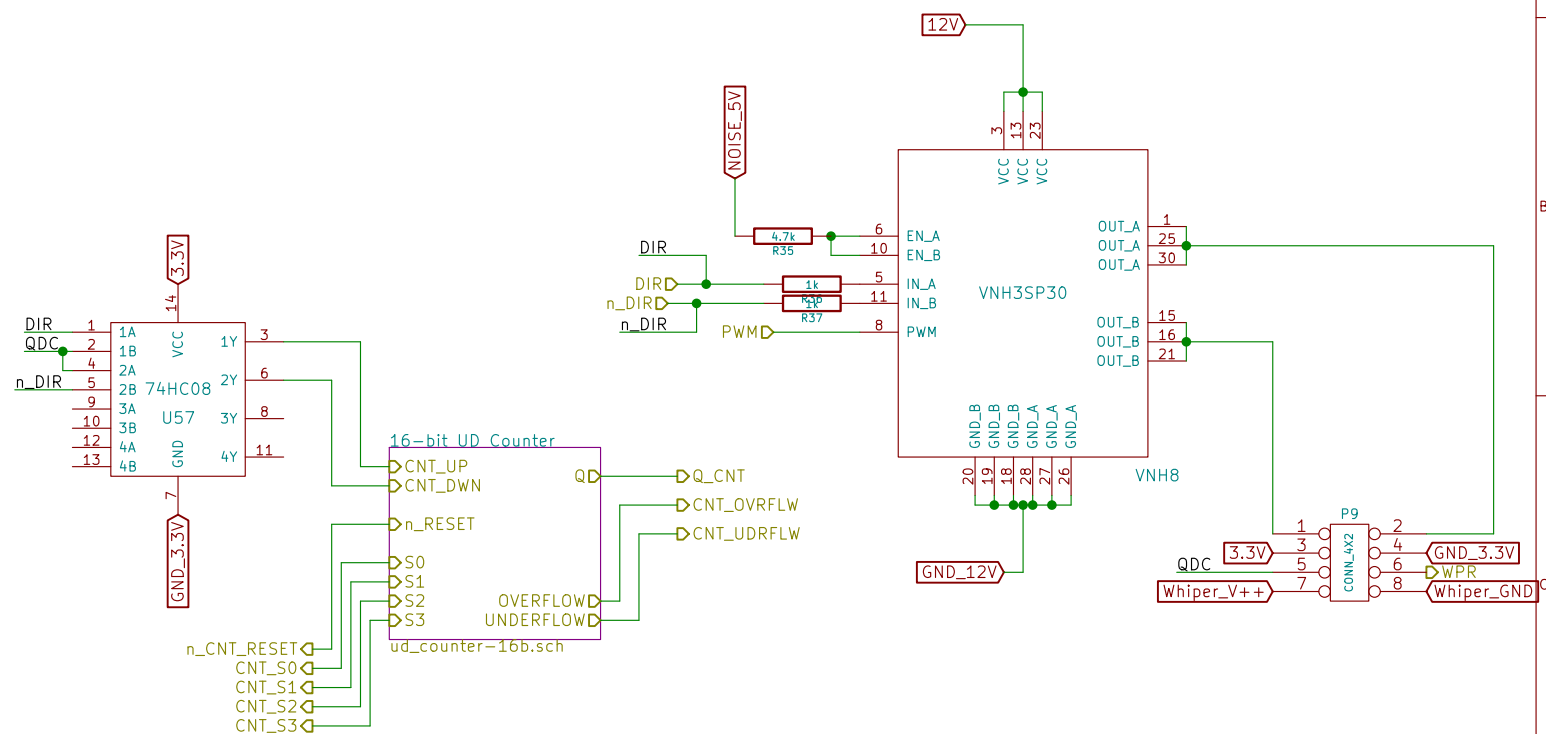 3.3V
14
DIR
1
1A
QDC
2
1B
4
2A
n_DIR
5
2B
9
3A
10
3B
12
4A
13
4B
VCC
74HC08
U57
GND
1Y
3
2Y
6
3Y
8
4Y
11
7
GND_3.3V
16-bit UD Counter
CNT_UP
CNT_DWN
n_RESET
S0
S1
S2
S3
Q
OVERFLOW
UNDERFLOW
ud_counter-16b.sch
Q_CNT
CNT_OVRFLW
CNT_UDRFLW
n_CNT_RESET
CNT_S0
CNT_S1
CNT_S2
CNT_S3
12V
NOISE_5V
3
13
23
VCC
VCC
VCC
4.7k
R35
6
EN_A
10
EN_B
DIR
DIR
1k
R36
5
IN_A
n_DIR
1k
R37
11
IN_B
n_DIR
PWM
8
PWM
VNH3SP30
OUT_A
1
OUT_A
25
OUT_A
30
OUT_B
15
OUT_B
16
OUT_B
21
GND_B
GND_B
GND_B
GND_A
GND_A
GND_A
20
19
18
28
27
26
VNH8
GND_12V
P9
CONN_4X2
1
2
3.3V
3
4
GND_3.3V
QDC
5
6
WPR
Whiper_V++
7
8
Whiper_GND
B
C